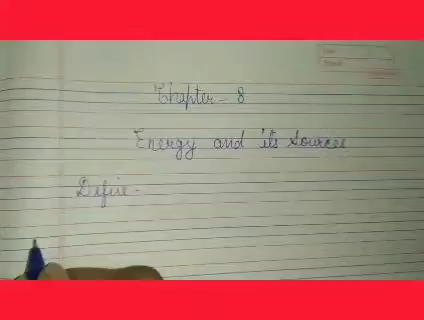 Chapter - 8
Energy and its Sources
Define -